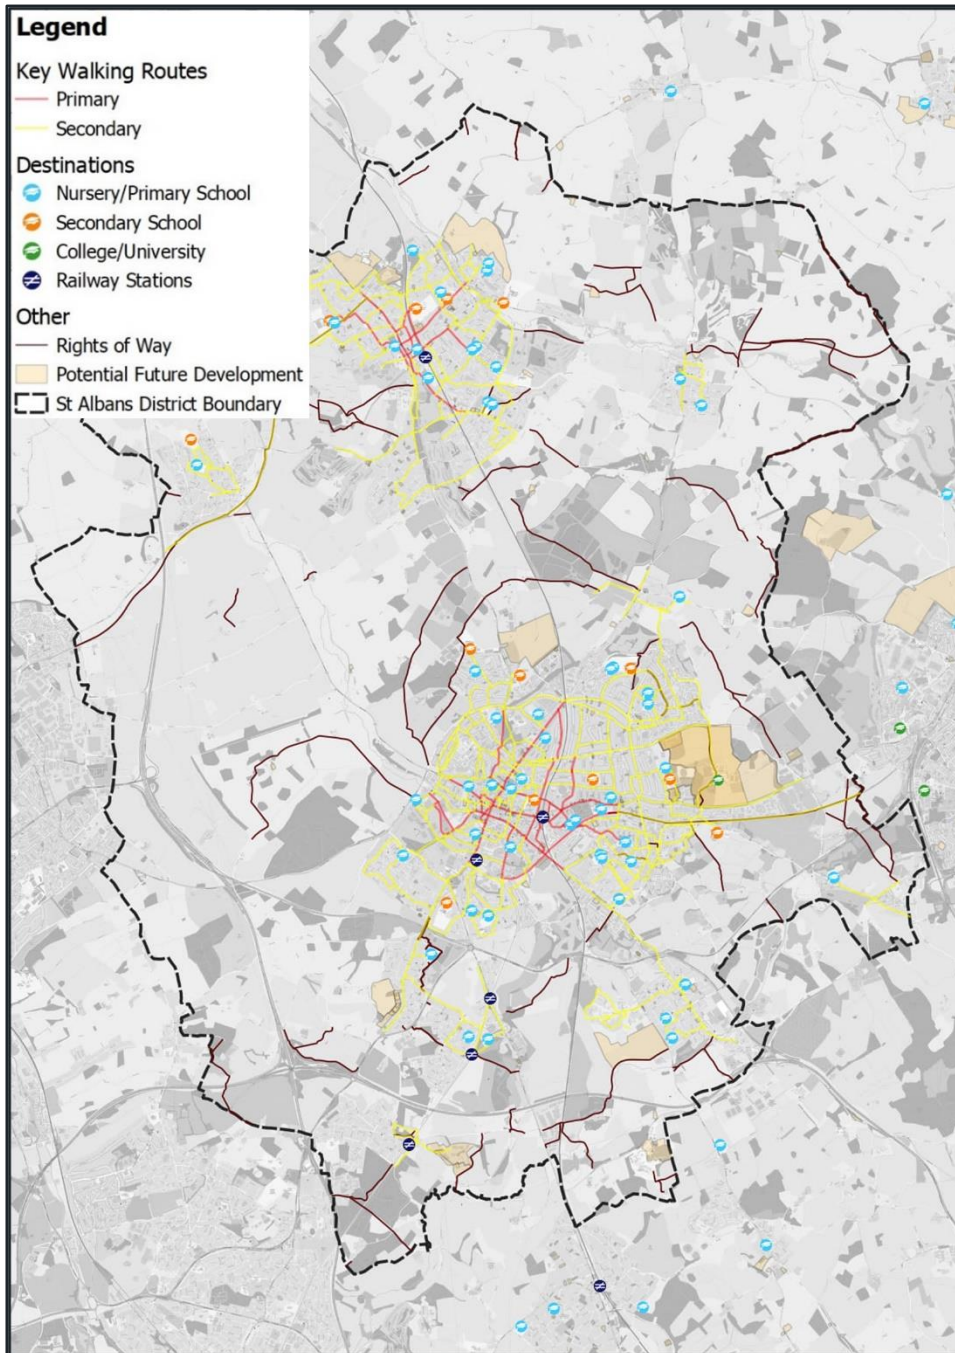 Legend
Key Walking Routes
Primary
Secondary
Destinations
Nursery/Primary School
Secondary School
College/University
Railway Stations
Other
Rights of Way
Potential Future Development
St Albans District Boundary